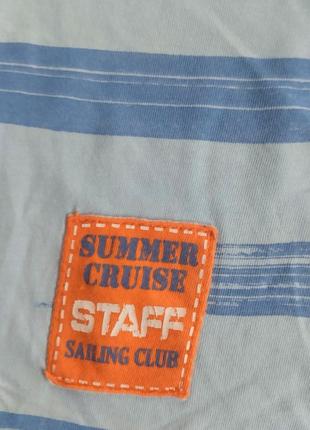 SUMMER
CRUISE
STAFF
SAILING CLUB